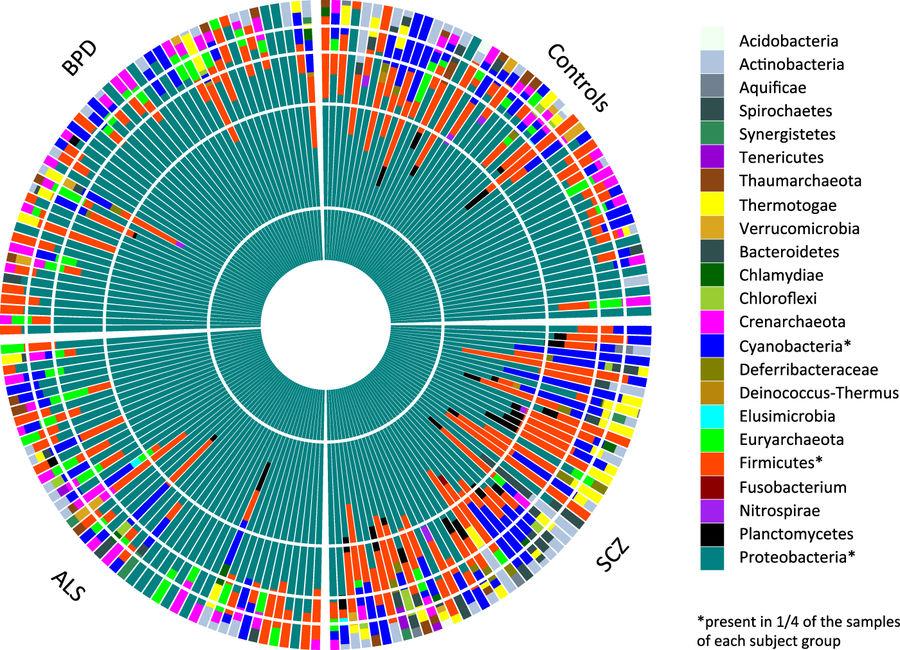 BPD
Controls
ALS
SCZ
Acidobacteria
Actinobacteria
Aquificae
Spirochaetes
Synergistetes
Tenericutes
Thaumarchaeota
Thermotogae
Verrucomicrobia
Bacteroidetes
Chlamydiae
Chloroflexi
Crenarchaeota
Cyanobacteria*
Deferribacteraceae
Deinococcus-Thermus
Elusimicrobia
Euryarchaeota
Firmicutes*
Fusobacterium
Nitrospirae
Planctomycetes
Proteobacteria*
*present in 1/4 of the samples
of each subject group